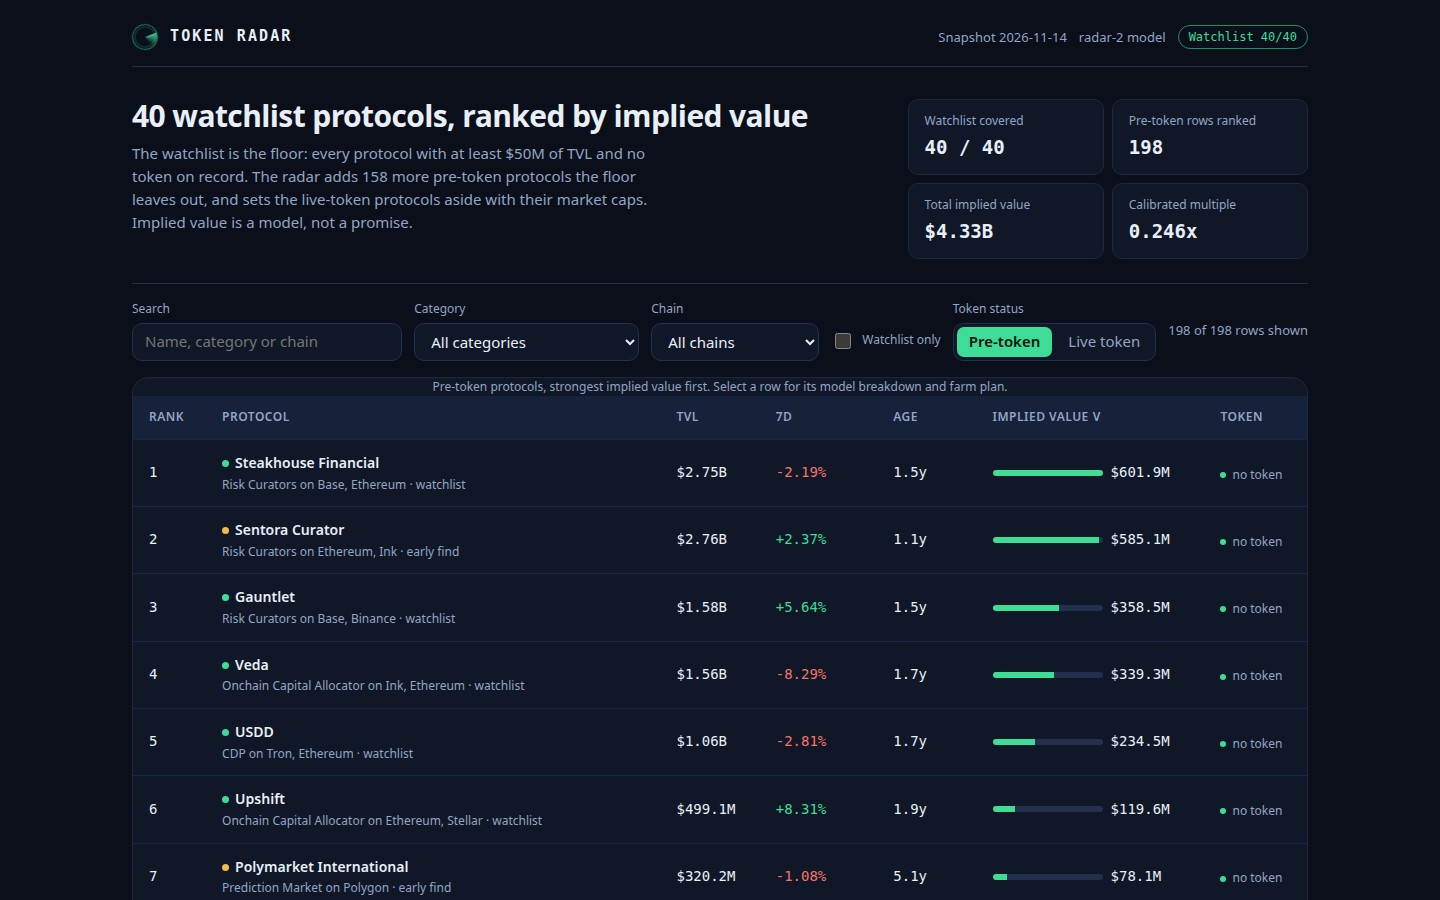 TOKEN RADAR
Snapshot 2026-11-14 radar-2 model Watchlist 40/40
40 watchlist protocols, ranked by implied value
The watchlist is the floor: every protocol with at least $50M of TVL and no
token on record. The radar adds 158 more pre-token protocols the floor
leaves out, and sets the live-token protocols aside with their market caps.
Implied value is a model, not a promise.
Watchlist covered
40 / 40
Pre-token rows ranked
198
Total implied value
$4.33B
Calibrated multiple
0.246x
Search
Name, category or chain
Category
All categories
Chain
All chains
Watchlist only
Token status
Pre-token Live token
198 of 198 rows shown
Pre-token protocols, strongest implied value first. Select a row for its model breakdown and farm plan.
RANK PROTOCOL TVL 7D AGE IMPLIED VALUE V TOKEN
1 Steakhouse Financial $2.75B -2.19% 1.5y $601.9M no token
Risk Curators on Base, Ethereum · watchlist
2 Sentora Curator $2.76B +2.37% 1.1y $585.1M no token
Risk Curators on Ethereum, Ink · early find
3 Gauntlet $1.58B +5.64% 1.5y $358.5M no token
Risk Curators on Base, Binance · watchlist
4 Veda $1.56B -8.29% 1.7y $339.3M no token
Onchain Capital Allocator on Ink, Ethereum · watchlist
5 USDD $1.06B -2.81% 1.7y $234.5M no token
CDP on Tron, Ethereum · watchlist
6 Upshift $499.1M +8.31% 1.9y $119.6M no token
Onchain Capital Allocator on Ethereum, Stellar · watchlist
7 Polymarket International $320.2M -1.08% 5.1y $78.1M no token
Prediction Market on Polygon · early find